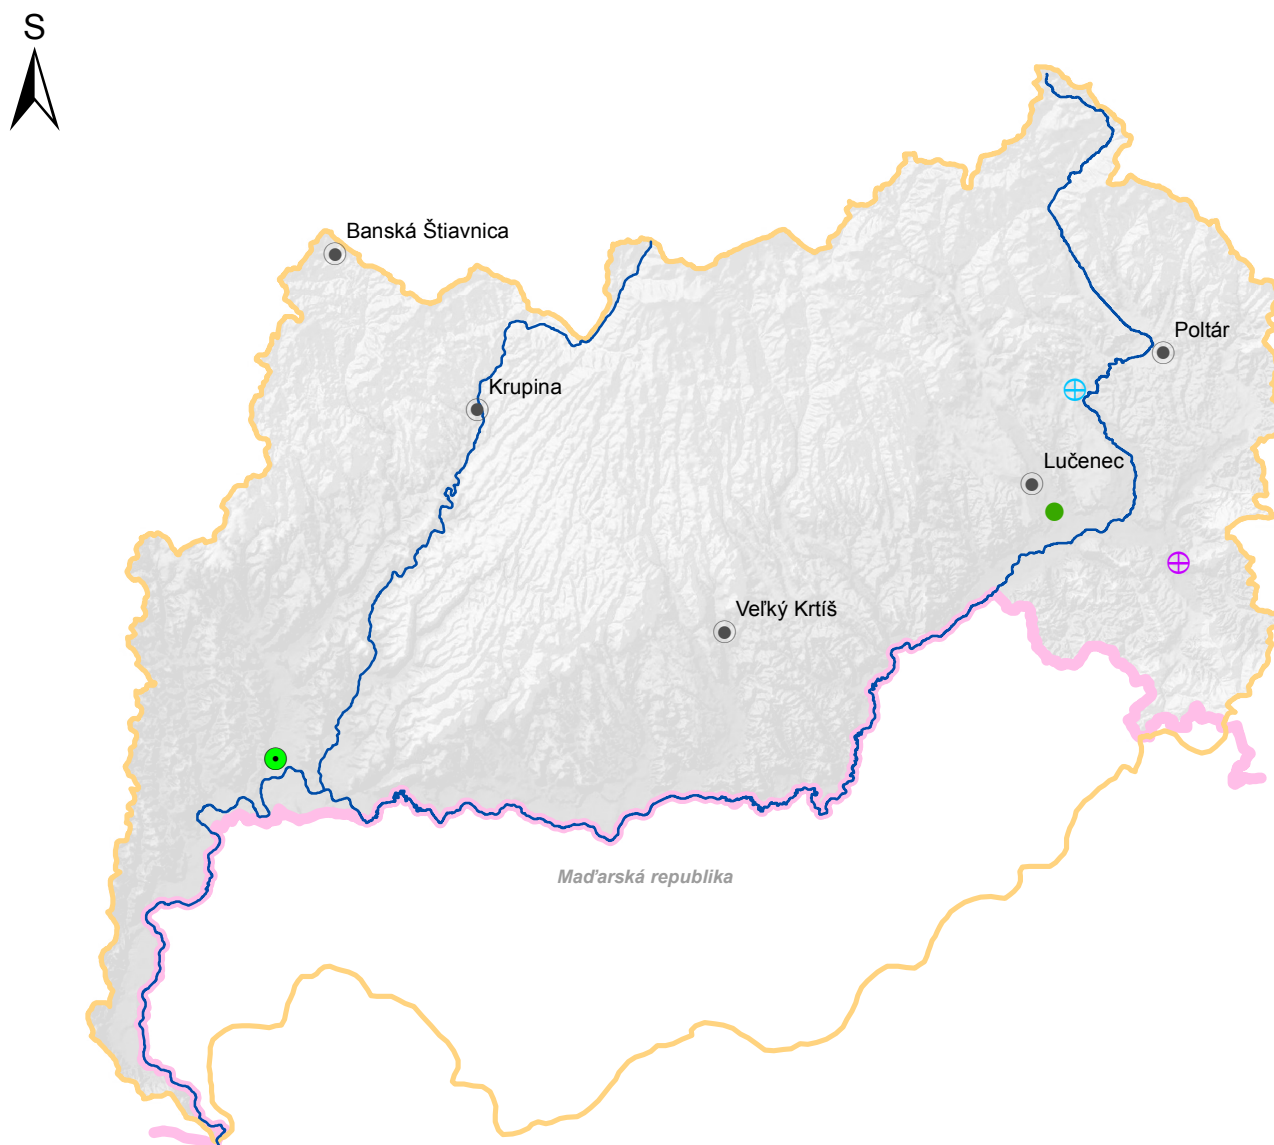 S
Banská Štiavnica
Poltár
Krupina
Lučenec
Veľký Krtíš
Maďarská republika